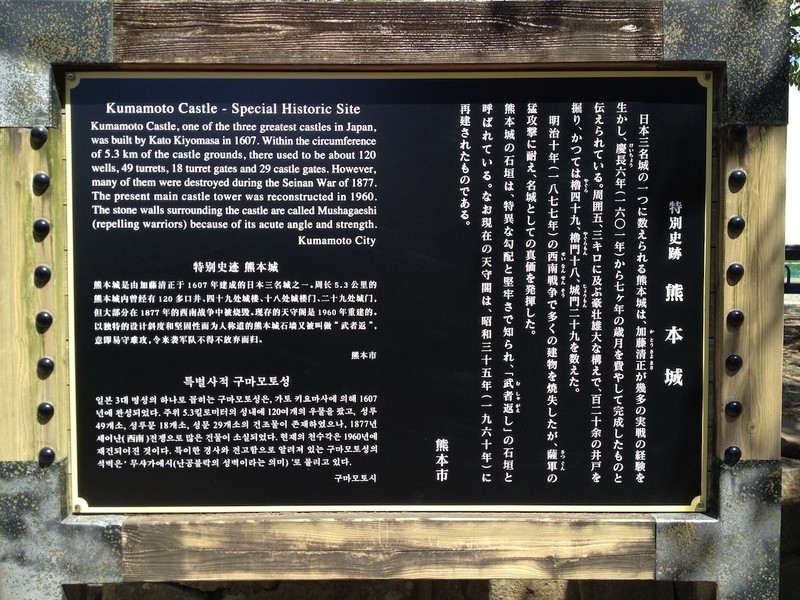 Kumamoto Castle - Special Historic Site
Kumamoto Castle, one of the three greatest castles in Japan,
was built by Kato Kiyomasa in 1607. Within the circumference
of 5.3 km of the castle grounds, there used to be about 120
wells, 49 turrets, 18 turret gates and 29 castle gates. However,
many of them were destroyed during the Seinan War of 1877.
The present main castle tower was reconstructed in 1960.
The stone walls surrounding the castle are called Mushagaeshi
(repelling warriors) because of its acute angle and strength.
Kumamoto City
特别史迹 熊本城
熊本城是由加藤清正于 1607 年建成的日本三名城之一。周长 5.3 公里的
熊本城内曾经有 120 多口井、四十九处城楼、十八处城楼门、二十九处城门，
但大部分在 1877 年的西南战争中被烧毁。现存的天守阁是 1960 年重建的。
以独特的设计斜度和坚固性而为人称道的熊本城石墙又被叫做“武者返”，
意即易守难攻，令来袭军队不得不放弃而归。
熊本市
특별사적 구마모토성
일본 3대 명성의 하나로 꼽히는 구마모토성은, 가토 키요마사에 의해 1607
년에 완성되었다. 주위 5.3킬로미터의 성내에 120여개의 우물을 팠고, 성루
49개소, 성루문 18개소, 성문 29개소의 건조물이 존재하였으나, 1877년
세이난(西南)전쟁으로 많은 건물이 소실되었다. 현재의 천수각은 1960년에
재건되어진 것이다. 특이한 경사와 견고함으로 알려져 있는 구마모토성의
석벽은‘무사가에시(난공불락의 성벽이라는 의미)’로 불리고 있다.
구마모토시
特別史跡 熊本城
日本三名城の一つに数えられる熊本城は、加藤清正が幾多の実戦の経験を
生かし、慶長六年（一六〇一年）から七ヶ年の歳月を費やして完成したものと
伝えられている。周囲五、三キロに及ぶ豪壮雄大な構えで、百二十余の井戸を
掘り、かつては櫓四十九、櫓門十八、城門二十九を数えた。
明治十年（一八七七年）の西南戦争で多くの建物を焼失したが、薩軍の
猛攻撃に耐え、名城としての真価を発揮した。
熊本城の石垣は、特異な勾配と堅牢さで知られ、「武者返し」の石垣と
呼ばれている。なお現在の天守閣は、昭和三十五年（一九六十年）に
再建されたものである。
熊本市